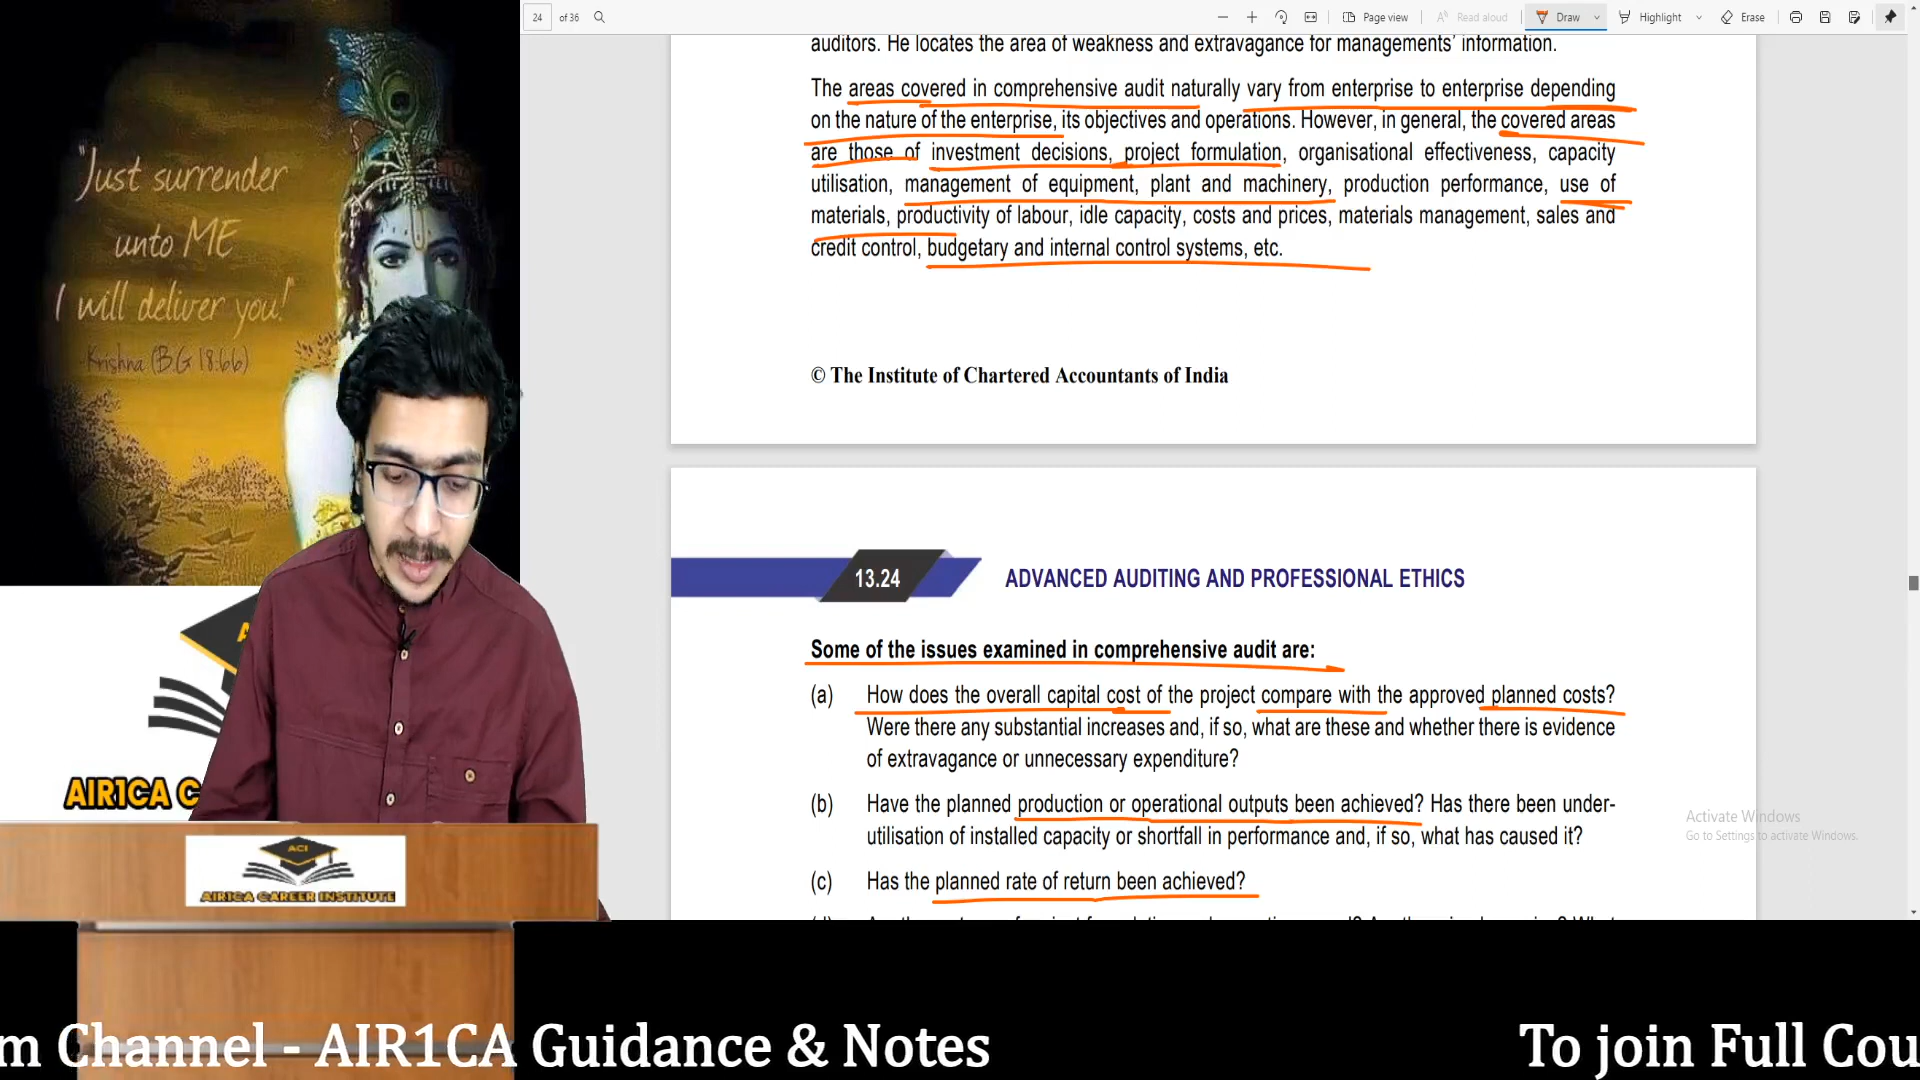 24
of 36
Page view
Read aloud
Draw
Highlight
Erase
auditors. He locates the area of weakness and extravagance for managements' information.
The areas covered in comprehensive audit naturally vary from enterprise to enterprise depending
on the nature of the enterprise, its objectives and operations. However, in general, the covered areas
are those of investment decisions, project formulation, organisational effectiveness, capacity
utilisation, management of equipment, plant and machinery, production performance, use of
materials, productivity of labour, idle capacity, costs and prices, materials management, sales and
credit control, budgetary and internal control systems, etc.
© The Institute of Chartered Accountants of India
13.24
ADVANCED AUDITING AND PROFESSIONAL ETHICS
Some of the issues examined in comprehensive audit are:
(a) How does the overall capital cost of the project compare with the approved planned costs?
Were there any substantial increases and, if so, what are these and whether there is evidence
of extravagance or unnecessary expenditure?
(b) Have the planned production or operational outputs been achieved? Has there been under-
utilisation of installed capacity or shortfall in performance and, if so, what has caused it?
(c) Has the planned rate of return been achieved?
Activate Windows
Go to Settings to activate Windows.
"Just surrender
unto ME
I will deliver you!"
- Krishna (B.G 18:66)
AIR1CA C
ACI
AIR1CA CAREER INSTITUTE
m Channel - AIR1CA Guidance & Notes
To join Full Cou